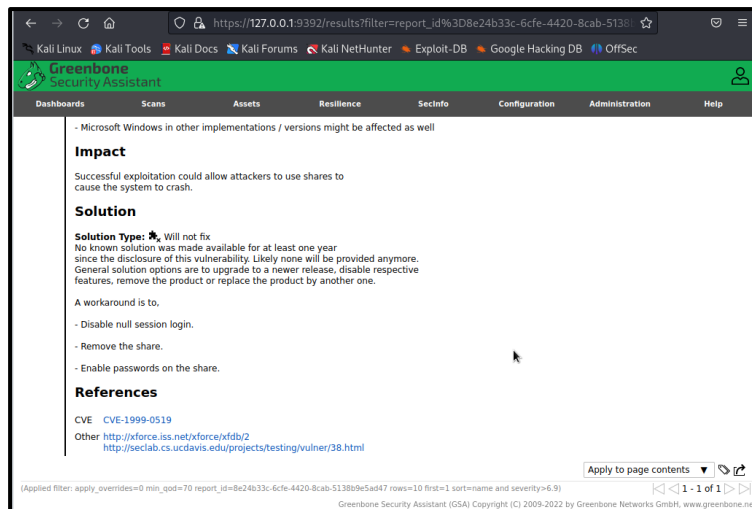 https://127.0.0.1:9392/results?filter=report_id%3D8e24b33c-6cfe-4420-8cab-5138b
Kali Linux Kali Tools Kali Docs Kali Forums Kali NetHunter Exploit-DB Google Hacking DB OffSec
Greenbone
Security Assistant
Dashboards Scans Assets Resilience SecInfo Configuration Administration Help
- Microsoft Windows in other implementations / versions might be affected as well
Impact
Successful exploitation could allow attackers to use shares to
cause the system to crash.
Solution
Solution Type: Will not fix
No known solution was made available for at least one year
since the disclosure of this vulnerability. Likely none will be provided anymore.
General solution options are to upgrade to a newer release, disable respective
features, remove the product or replace the product by another one.
A workaround is to,
- Disable null session login.
- Remove the share.
- Enable passwords on the share.
References
CVE CVE-1999-0519
Other http://xforce.iss.net/xforce/xfdb/2
http://seclab.cs.ucdavis.edu/projects/testing/vulner/38.html
Apply to page contents
(Applied filter: apply_overrides=0 min_qod=70 report_id=8e24b33c-6cfe-4420-8cab-5138b9e5ad47 rows=10 first=1 sort=name and severity>6.9)
1 - 1 of 1
Greenbone Security Assistant (GSA) Copyright (C) 2009-2022 by Greenbone Networks GmbH, www.greenbone.ne